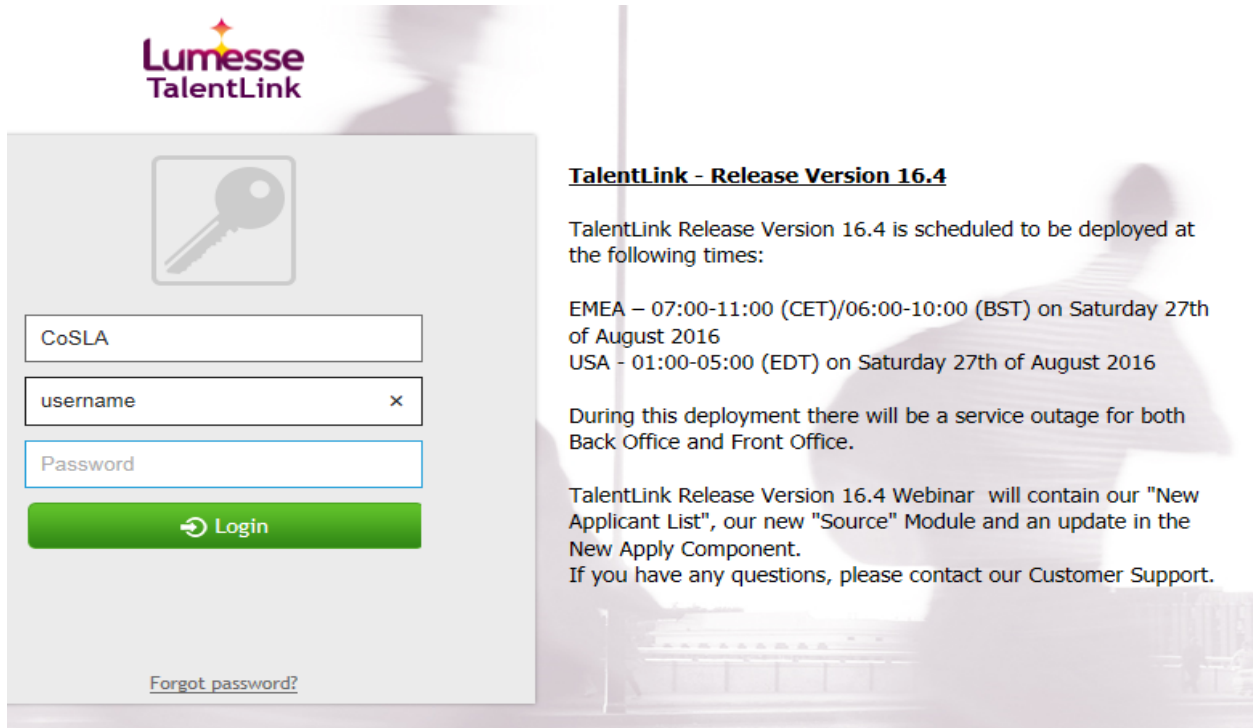 Lumesse
TalentLink
CoSLA
username ×
Password
Login
Forgot password?
TalentLink - Release Version 16.4
TalentLink Release Version 16.4 is scheduled to be deployed at
the following times:
EMEA – 07:00-11:00 (CET)/06:00-10:00 (BST) on Saturday 27th
of August 2016
USA - 01:00-05:00 (EDT) on Saturday 27th of August 2016
During this deployment there will be a service outage for both
Back Office and Front Office.
TalentLink Release Version 16.4 Webinar  will contain our "New
Applicant List", our new "Source" Module and an update in the
New Apply Component.
If you have any questions, please contact our Customer Support.